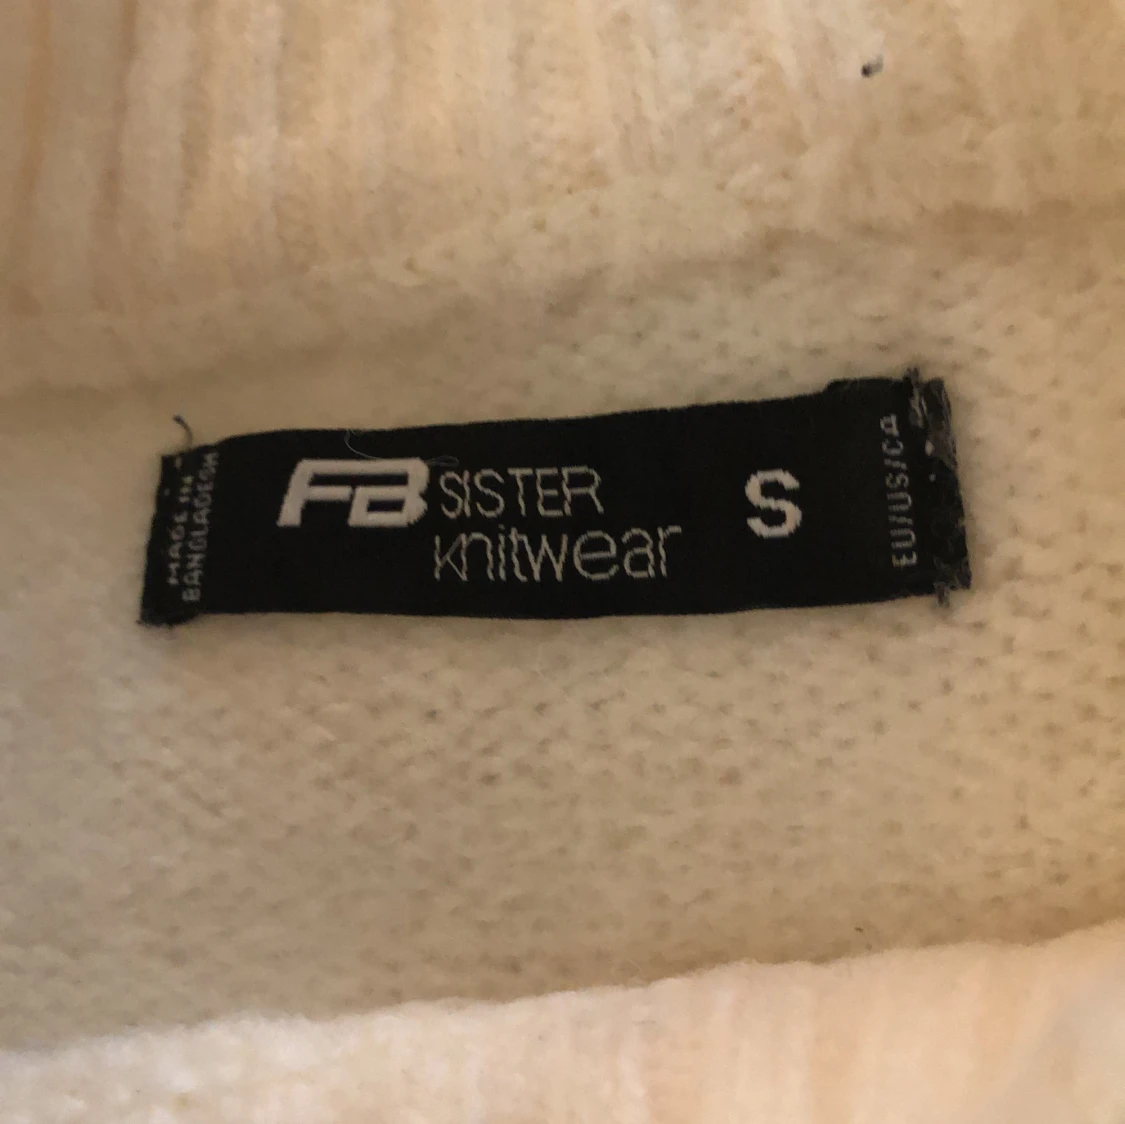 MADE IN
BANGLADESH
FB SISTER
knitwear
S
EU/US/CA